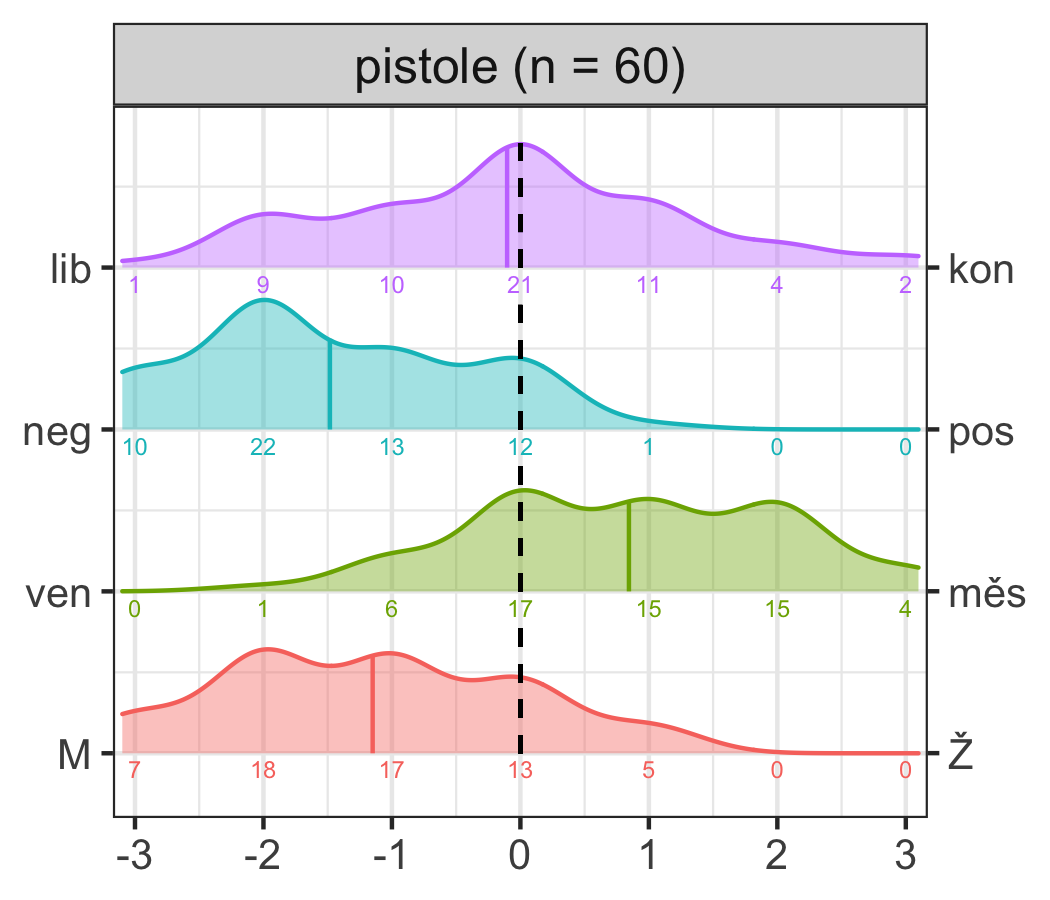 pistole (n = 60)
lib kon
1 9 10 21 11 4 2
neg pos
10 22 13 12 1 0 0
ven měs
0 1 6 17 15 15 4
M Ž
7 18 17 13 5 0 0
-3 -2 -1 0 1 2 3